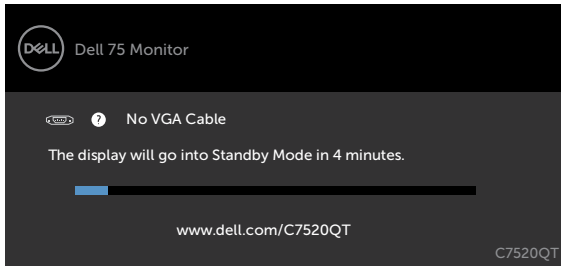 DELL Dell 75 Monitor
? No VGA Cable
The display will go into Standby Mode in 4 minutes.
www.dell.com/C7520QT
C7520QT